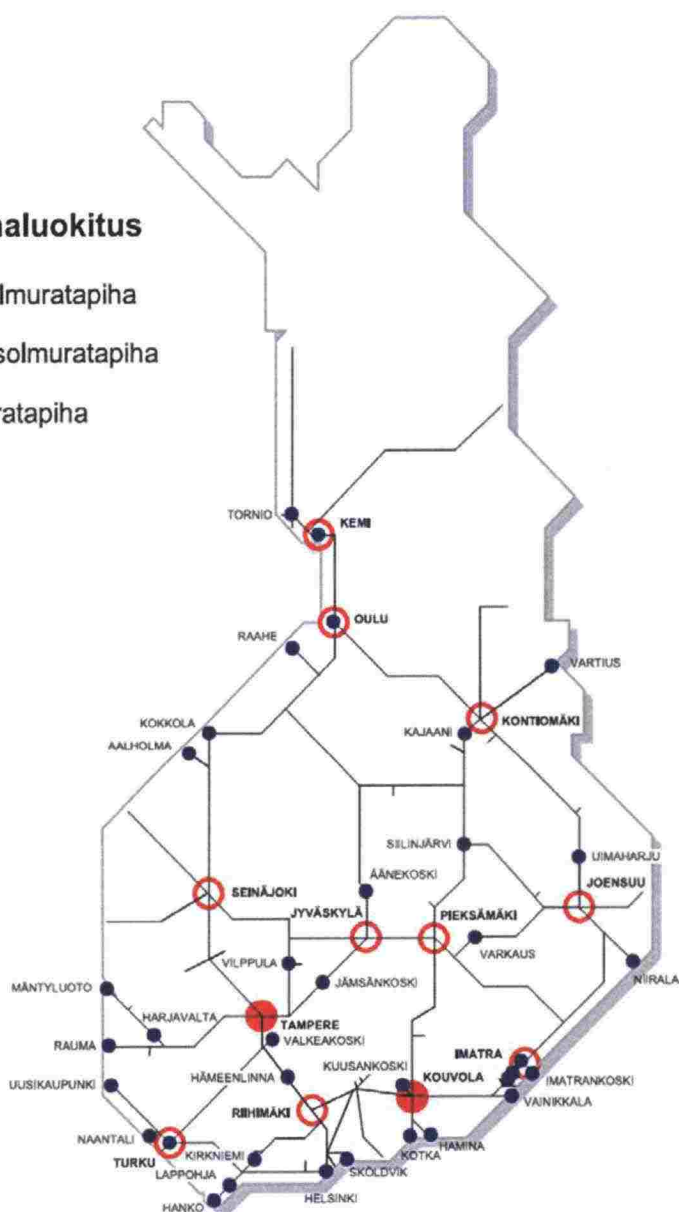 aluokitus
lmuratapiha
solmuratapiha
ratapiha
TORNIO
KEMI
OULU
RAAHE
VARTIUS
KONTIOMÄKI
KOKKOLA
KAJAANI
AALHOLMA
SIILINJÄRVI
UIMAHARJU
ÄÄNEKOSKI
JOENSUU
SEINÄJOKI
JYVÄSKYLÄ
PIEKSÄMÄKI
VARKAUS
VILPPULA
NIIRALA
JÄMSÄNKOSKI
MÄNTYLUOTO
HARJAVALTA
TAMPERE
VALKEAKOSKI
RAUMA
IMATRA
KUUSANKOSKI
KOUVOLA
HÄMEENLINNA
IMATRANKOSKI
UUSIKAUPUNKI
VAINIKKALA
RIIHIMÄKI
NAANTALI
HAMINA
KIRKNIEMI
KOTKA
TURKU
LAPPOHJA
SKÖLDVIK
HELSINKI
HANKO